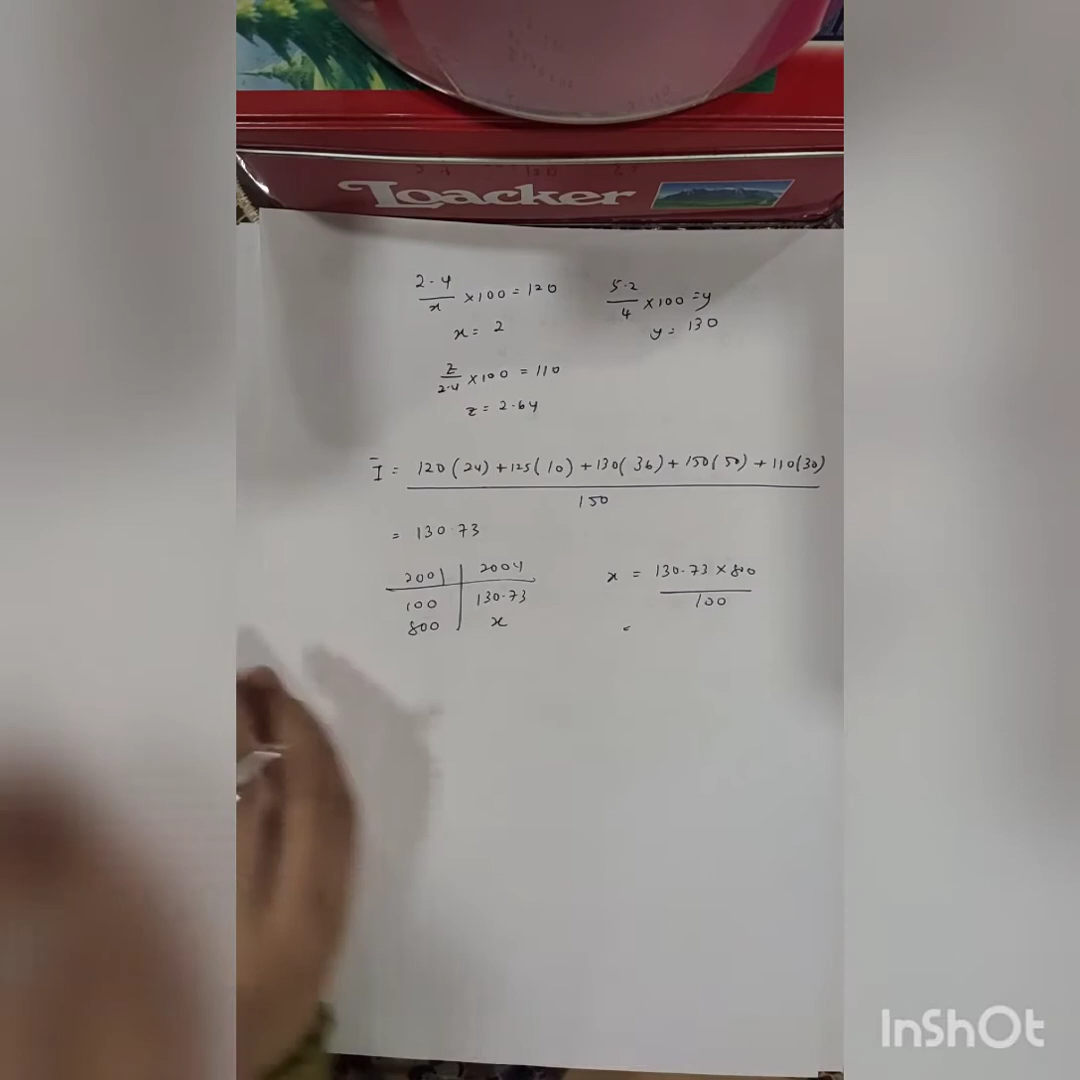 Loacker
2.4/x × 100 = 120
x = 2
5.2/4 × 100 = y
y = 130
z/2.4 × 100 = 110
z = 2.64
Ī = 120(24) + 125(10) + 130(36) + 150(50) + 110(30)
150
= 130.73
2001 | 2004
100 | 130.73
800 | x
x = 130.73 × 800
100
=
InShOt